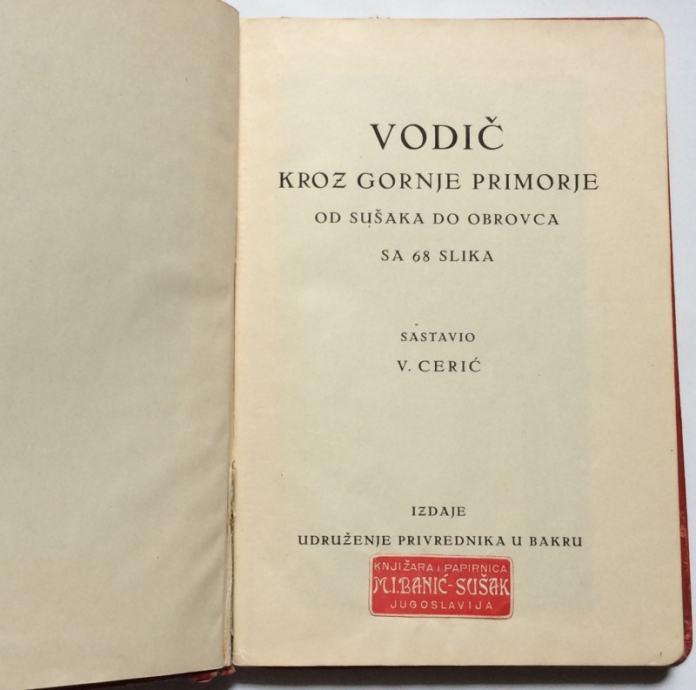 VODIČ
KROZ GORNJE PRIMORJE
OD SUŠAKA DO OBROVCA
SA 68 SLIKA
SASTAVIO
V. CERIĆ
IZDAJE
UDRUŽENJE PRIVREDNIKA U BAKRU
KNJIŽARA i PAPIRNICA
M.I.BANIĆ-SUŠAK
JUGOSLAVIJA